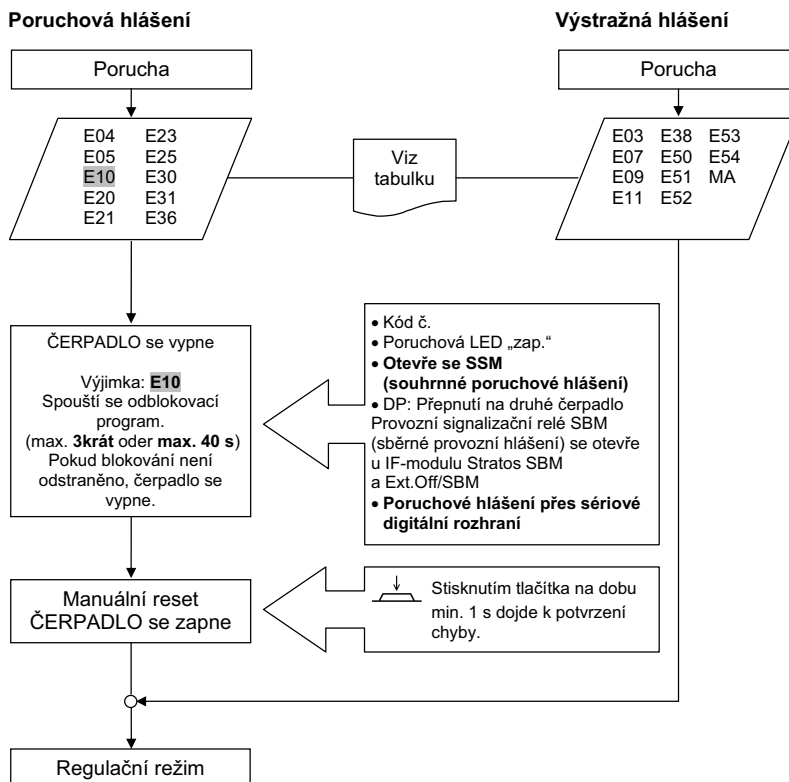 Poruchová hlášení
Výstražná hlášení
Porucha
Porucha
E04 E23
E05 E25
E10 E30
E20 E31
E21 E36
Viz
tabulku
E03 E38 E53
E07 E50 E54
E09 E51 MA
E11 E52
ČERPADLO se vypne
Výjimka: E10
Spouští se odblokovací
program.
(max. 3krát oder max. 40 s)
Pokud blokování není
odstraněno, čerpadlo se
vypne.
• Kód č.
• Poruchová LED „zap.“
• Otevře se SSM
(souhrnné poruchové hlášení)
• DP: Přepnutí na druhé čerpadlo
Provozní signalizační relé SBM
(sběrné provozní hlášení) se otevře
u IF-modulu Stratos SBM
a Ext.Off/SBM
• Poruchové hlášení přes sériové
digitální rozhraní
Manuální reset
ČERPADLO se zapne
Stisknutím tlačítka na dobu
min. 1 s dojde k potvrzení
chyby.
Regulační režim